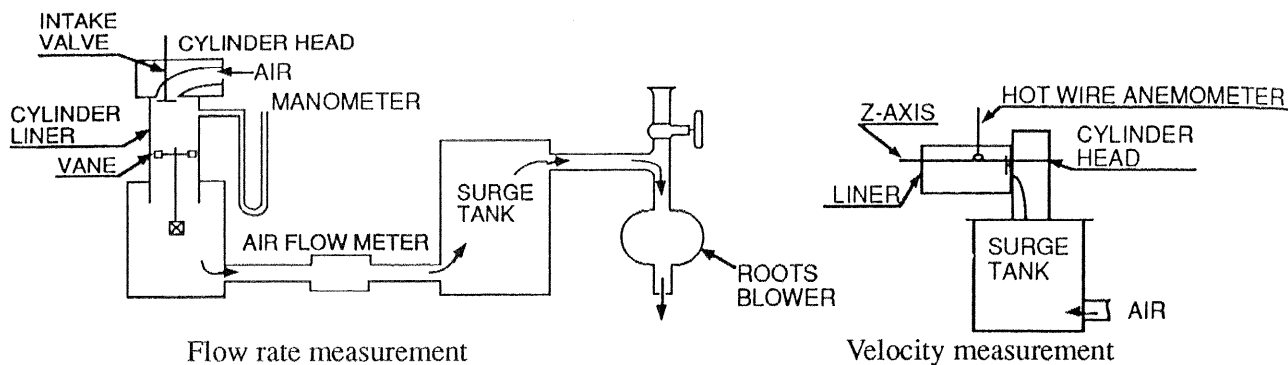 INTAKE
VALVE
CYLINDER HEAD
AIR
MANOMETER
CYLINDER
LINER
VANE
AIR FLOW METER
SURGE
TANK
ROOTS
BLOWER
Flow rate measurement
HOT WIRE ANEMOMETER
Z-AXIS
CYLINDER
HEAD
LINER
SURGE
TANK
AIR
Velocity measurement